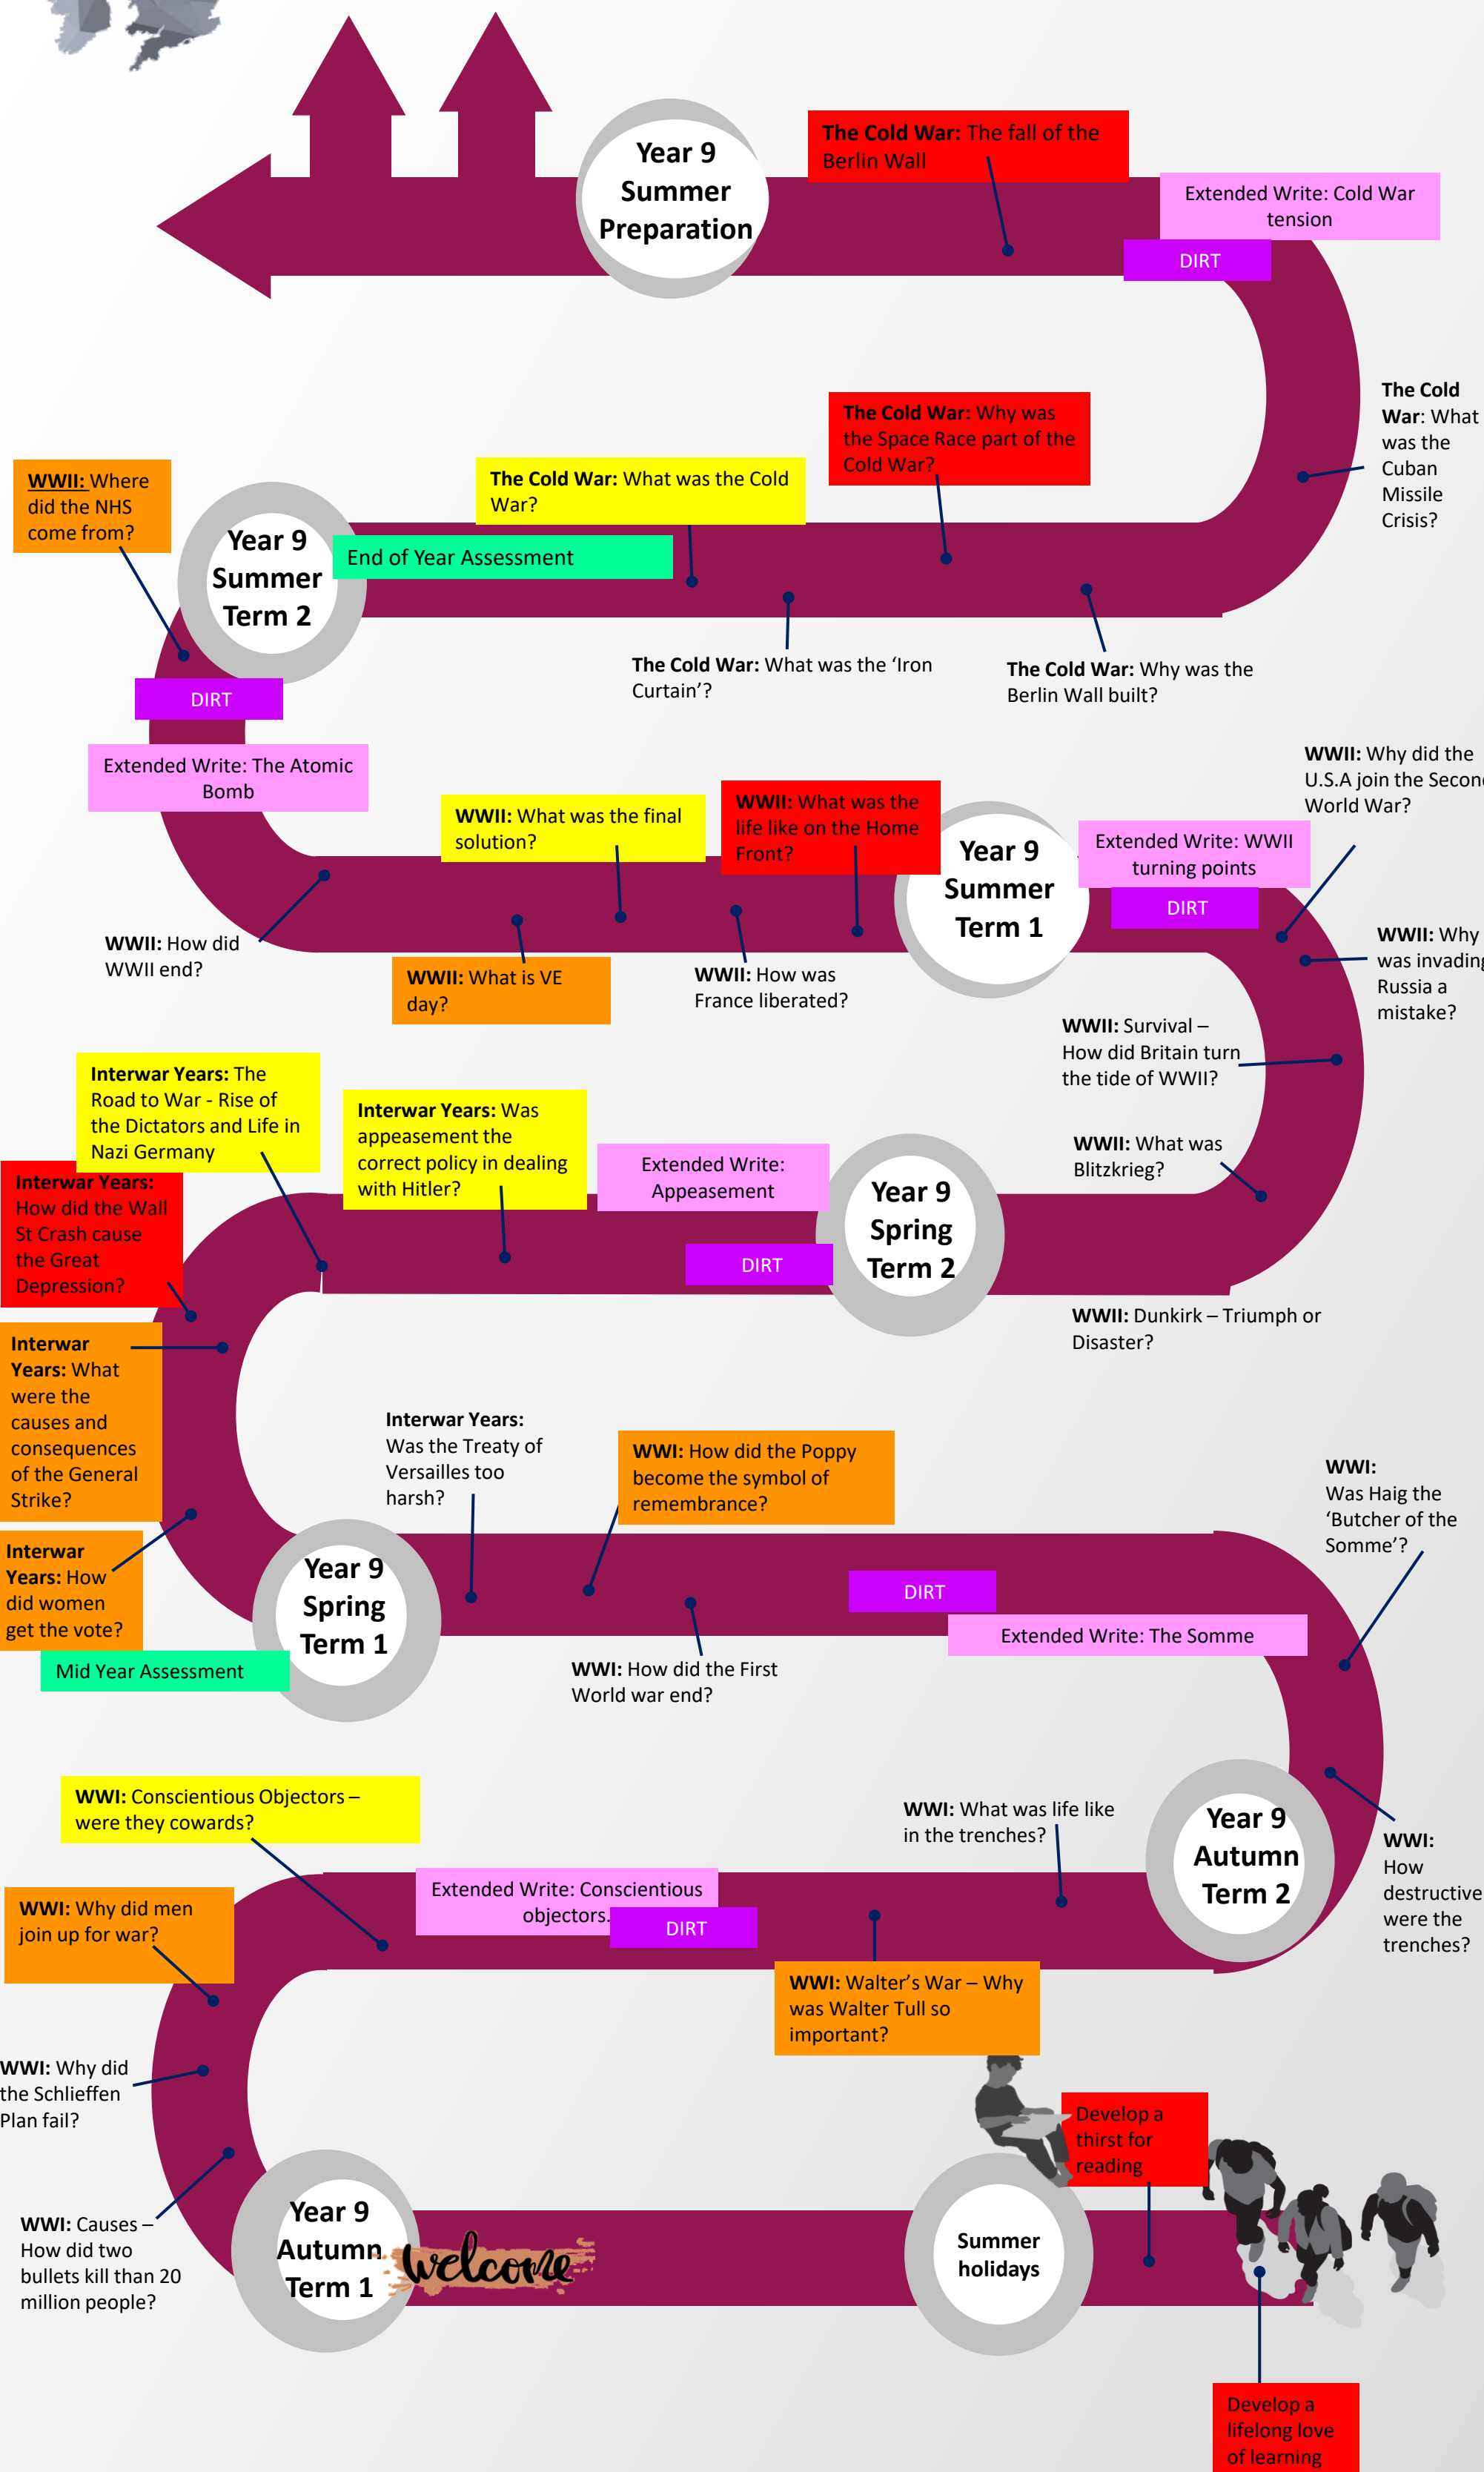 Year 9
Summer
Preparation
The Cold War: The fall of the
Berlin Wall
Extended Write: Cold War
tension
DIRT
The Cold
War: What
was the
Cuban
Missile
Crisis?
The Cold War: Why was
the Space Race part of the
Cold War?
The Cold War: What was the Cold
War?
WWII: Where
did the NHS
come from?
Year 9
Summer
Term 2
End of Year Assessment
The Cold War: What was the ‘Iron
Curtain’?
The Cold War: Why was the
Berlin Wall built?
DIRT
Extended Write: The Atomic
Bomb
WWII: Why did the
U.S.A join the Second
World War?
WWII: What was the final
solution?
WWII: What was the
life like on the Home
Front?
Year 9
Summer
Term 1
Extended Write: WWII
turning points
DIRT
WWII: How did
WWII end?
WWII: What is VE
day?
WWII: How was
France liberated?
WWII: Why
was invading
Russia a
mistake?
WWII: Survival –
How did Britain turn
the tide of WWII?
WWII: What was
Blitzkrieg?
Interwar Years: The
Road to War - Rise of
the Dictators and Life in
Nazi Germany
Interwar Years: Was
appeasement the
correct policy in dealing
with Hitler?
Extended Write:
Appeasement
DIRT
Year 9
Spring
Term 2
Interwar Years:
How did the Wall
St Crash cause
the Great
Depression?
WWII: Dunkirk – Triumph or
Disaster?
Interwar
Years: What
were the
causes and
consequences
of the General
Strike?
Interwar Years:
Was the Treaty of
Versailles too
harsh?
WWI: How did the Poppy
become the symbol of
remembrance?
WWI:
Was Haig the
‘Butcher of the
Somme’?
Interwar
Years: How
did women
get the vote?
Year 9
Spring
Term 1
DIRT
Extended Write: The Somme
Mid Year Assessment
WWI: How did the First
World war end?
WWI: Conscientious Objectors –
were they cowards?
WWI: What was life like
in the trenches?
Year 9
Autumn
Term 2
WWI:
How
destructive
were the
trenches?
WWI: Why did men
join up for war?
Extended Write: Conscientious
objectors.
DIRT
WWI: Walter’s War – Why
was Walter Tull so
important?
WWI: Why did
the Schlieffen
Plan fail?
Develop a
thirst for
reading
WWI: Causes –
How did two
bullets kill than 20
million people?
Year 9
Autumn
Term 1
welcome
Summer
holidays
Develop a
lifelong love
of learning